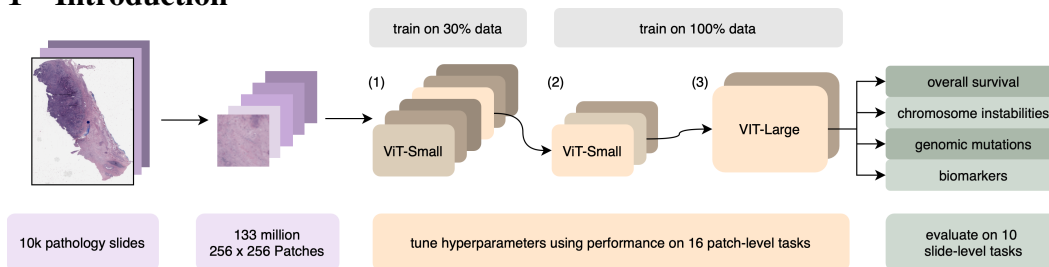 1 Introduction
train on 30% data
train on 100% data
(1)
(2)
(3)
ViT-Small
ViT-Small
VIT-Large
overall survival
chromosome instabilities
genomic mutations
biomarkers
10k pathology slides
133 million
256 x 256 Patches
tune hyperparameters using performance on 16 patch-level tasks
evaluate on 10
slide-level tasks